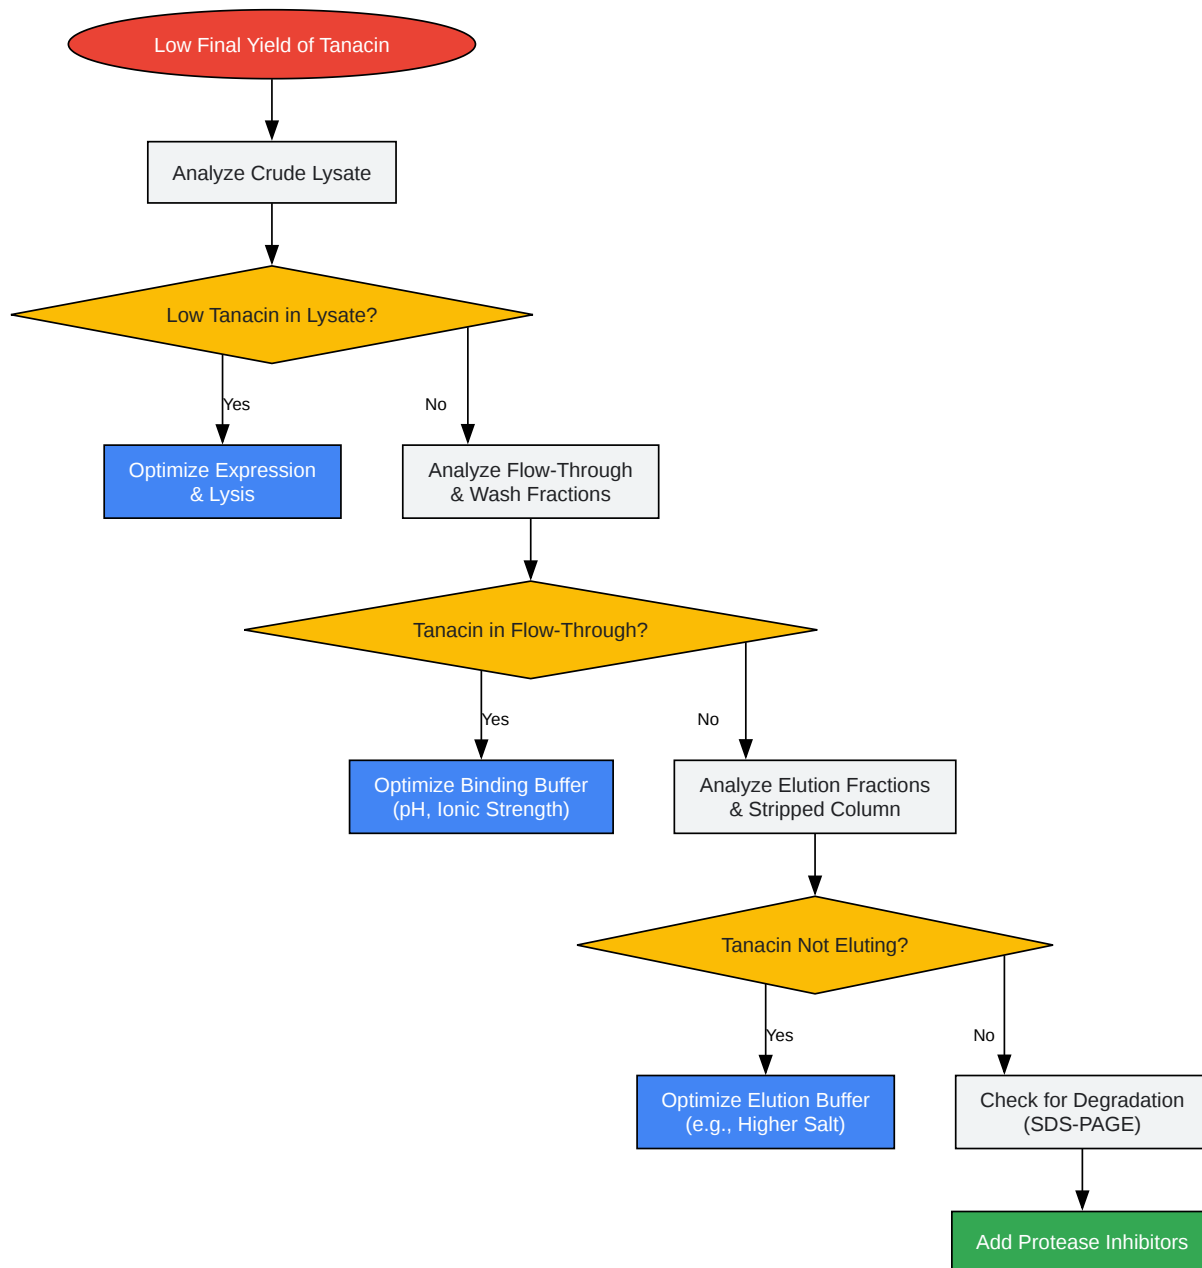 Low Final Yield of Tanacin
Analyze Crude Lysate
Low Tanacin in Lysate?
Yes
No
Optimize Expression
& Lysis
Analyze Flow-Through
& Wash Fractions
Tanacin in Flow-Through?
Yes
No
Optimize Binding Buffer
(pH, Ionic Strength)
Analyze Elution Fractions
& Stripped Column
Tanacin Not Eluting?
Yes
No
Optimize Elution Buffer
(e.g., Higher Salt)
Check for Degradation
(SDS-PAGE)
Add Protease Inhibitors